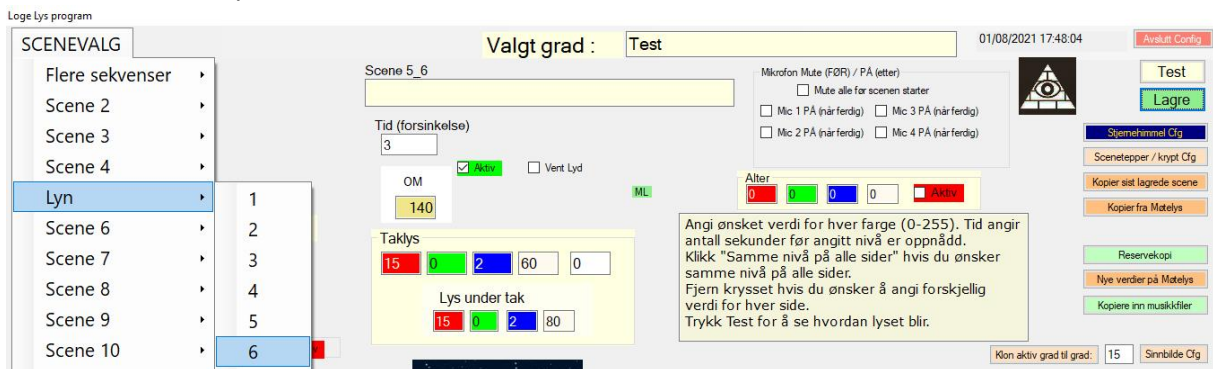 Loge Lys program
SCENEVALG
Valgt grad :
Test
01/08/2021 17:48:04
Avslutt Config
Flere sekvenser
Scene 2
Scene 3
Scene 4
Lyn
Scene 6
Scene 7
Scene 8
Scene 9
Scene 10
1
2
3
4
5
6
Scene 5_6
Tid (forsinkelse)
3
Aktiv
Vent Lyd
OM
140
ML
Taklys
15 0 2 60 0
Lys under tak
15 0 2 80
Mikrofon Mute (FØR) / PÅ (etter)
Mute alle før scenen starter
Mic 1 PÅ (når ferdig) Mic 3 PÅ (når ferdig)
Mic 2 PÅ (når ferdig) Mic 4 PÅ (når ferdig)
Alter
0 0 0 0 Aktiv
Angi ønsket verdi for hver farge (0-255). Tid angir
antall sekunder før angitt nivå er oppnådd.
Klikk "Samme nivå på alle sider" hvis du ønsker
samme nivå på alle sider.
Fjern krysset hvis du ønsker å angi forskjellig
verdi for hver side.
Trykk Test for å se hvordan lyset blir.
Test
Lagre
Stjernehimmel Cfg
Scenetepper / krypt Cfg
Kopier sist lagrede scene
Kopier fra Møtelys
Reservekopi
Nye verdier på Møtelys
Kopiere inn musikkfiler
Klon aktiv grad til grad: 15 Sinnbilde Cfg